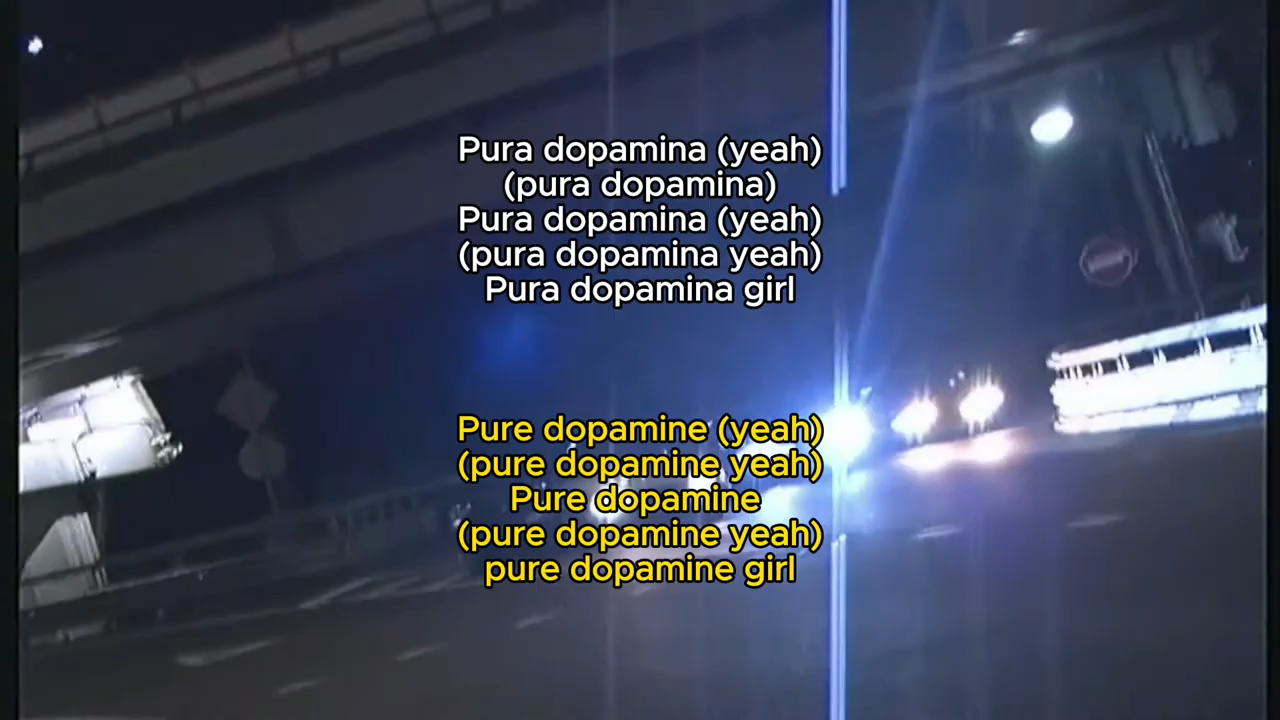 Pura dopamina (yeah)
(pura dopamina)
Pura dopamina (yeah)
(pura dopamina yeah)
Pura dopamina girl
Pure dopamine (yeah)
(pure dopamine yeah)
Pure dopamine
(pure dopamine yeah)
pure dopamine girl